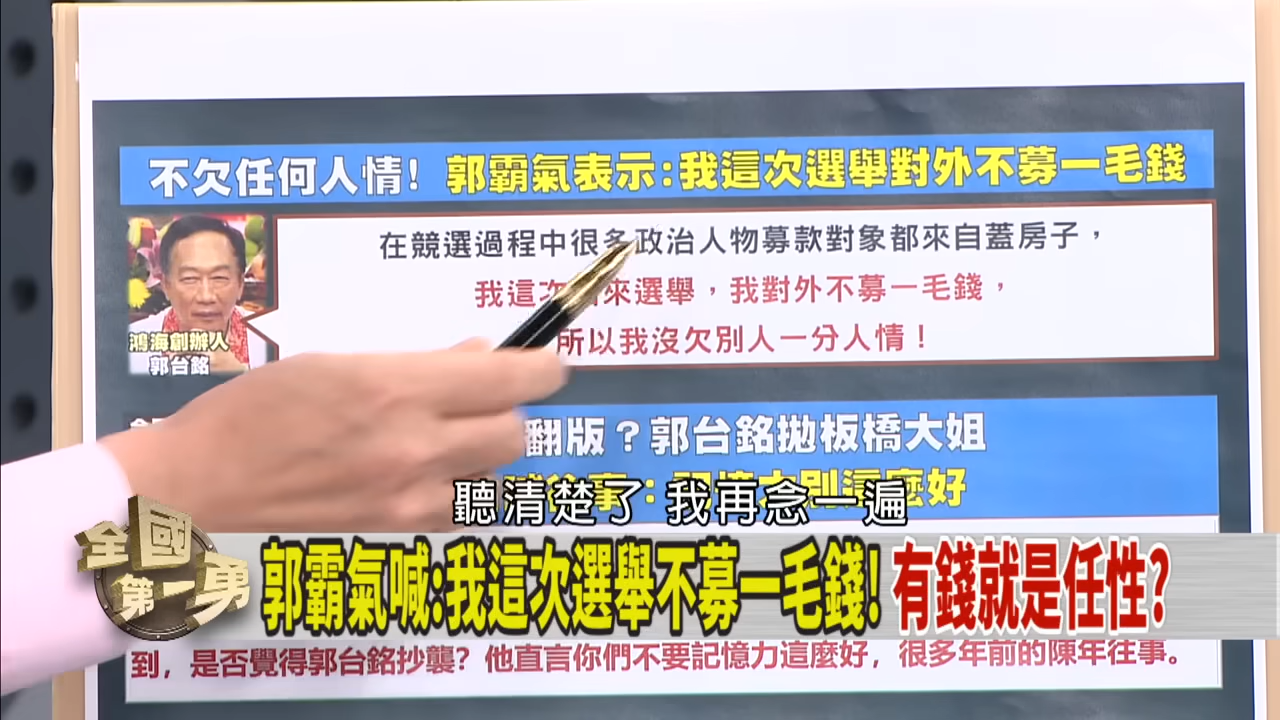 不欠任何人情! 郭霸氣表示:我這次選舉對外不募一毛錢
在競選過程中很多政治人物募款對象都來自蓋房子，
我這次 來選舉，我對外不募一毛錢，
所以我沒欠別人一分人情！
鴻海創辦人
郭台銘
翻版？郭台銘拋板橋大姐
別這麼好
聽清楚了 我再念一遍
全國第一勇
郭霸氣喊:我這次選舉不募一毛錢! 有錢就是任性?
到，是否覺得郭台銘抄襲？他直言你們不要記憶力這麼好，很多年前的陳年往事。